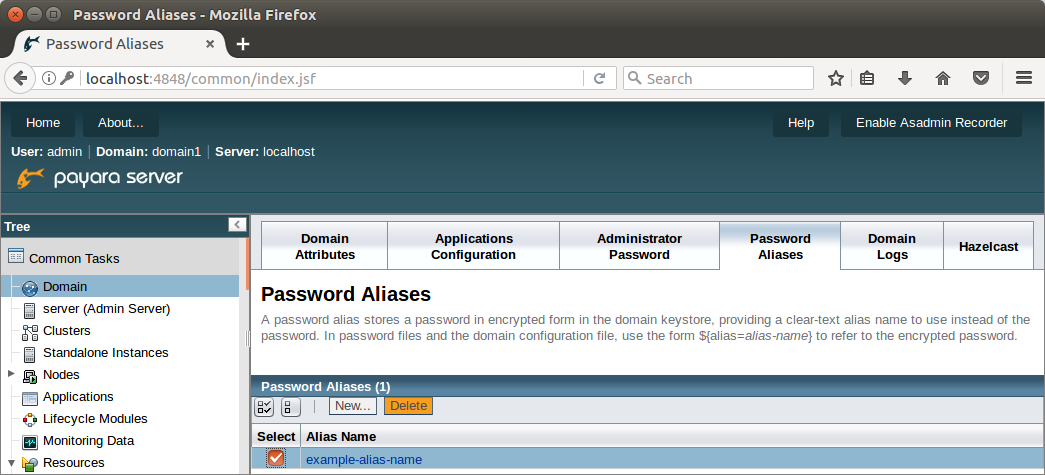 Password Aliases - Mozilla Firefox
Password Aliases
localhost:4848/common/index.jsf
Search
Home
About...
Help
Enable Asadmin Recorder
User: admin
Domain: domain1
Server: localhost
payara server
Tree
Common Tasks
Domain
server (Admin Server)
Clusters
Standalone Instances
Nodes
Applications
Lifecycle Modules
Monitoring Data
Resources
Domain
Attributes
Applications
Configuration
Administrator
Password
Password
Aliases
Domain
Logs
Hazelcast
Password Aliases
A password alias stores a password in encrypted form in the domain keystore, providing a clear-text alias name to use instead of the
password. In password files and the domain configuration file, use the form ${alias=alias-name} to refer to the encrypted password.
Password Aliases (1)
New...
Delete
Select
Alias Name
example-alias-name